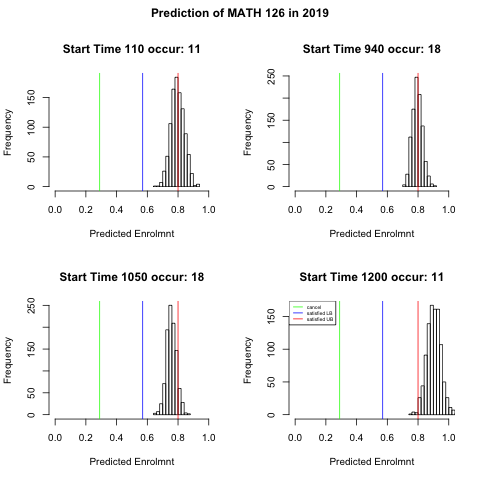 Prediction of MATH 126 in 2019
Start Time 110 occur: 11
Frequency
0 50 100 150
0.0 0.2 0.4 0.6 0.8 1.0
Predicted Enrolmnt
Start Time 940 occur: 18
Frequency
0 50 150 250
0.0 0.2 0.4 0.6 0.8 1.0
Predicted Enrolmnt
Start Time 1050 occur: 18
Frequency
0 50 150 250
0.0 0.2 0.4 0.6 0.8 1.0
Predicted Enrolmnt
Start Time 1200 occur: 11
cancel
satisfied LB
satisfied UB
Frequency
0 50 100 150
0.0 0.2 0.4 0.6 0.8 1.0
Predicted Enrolmnt